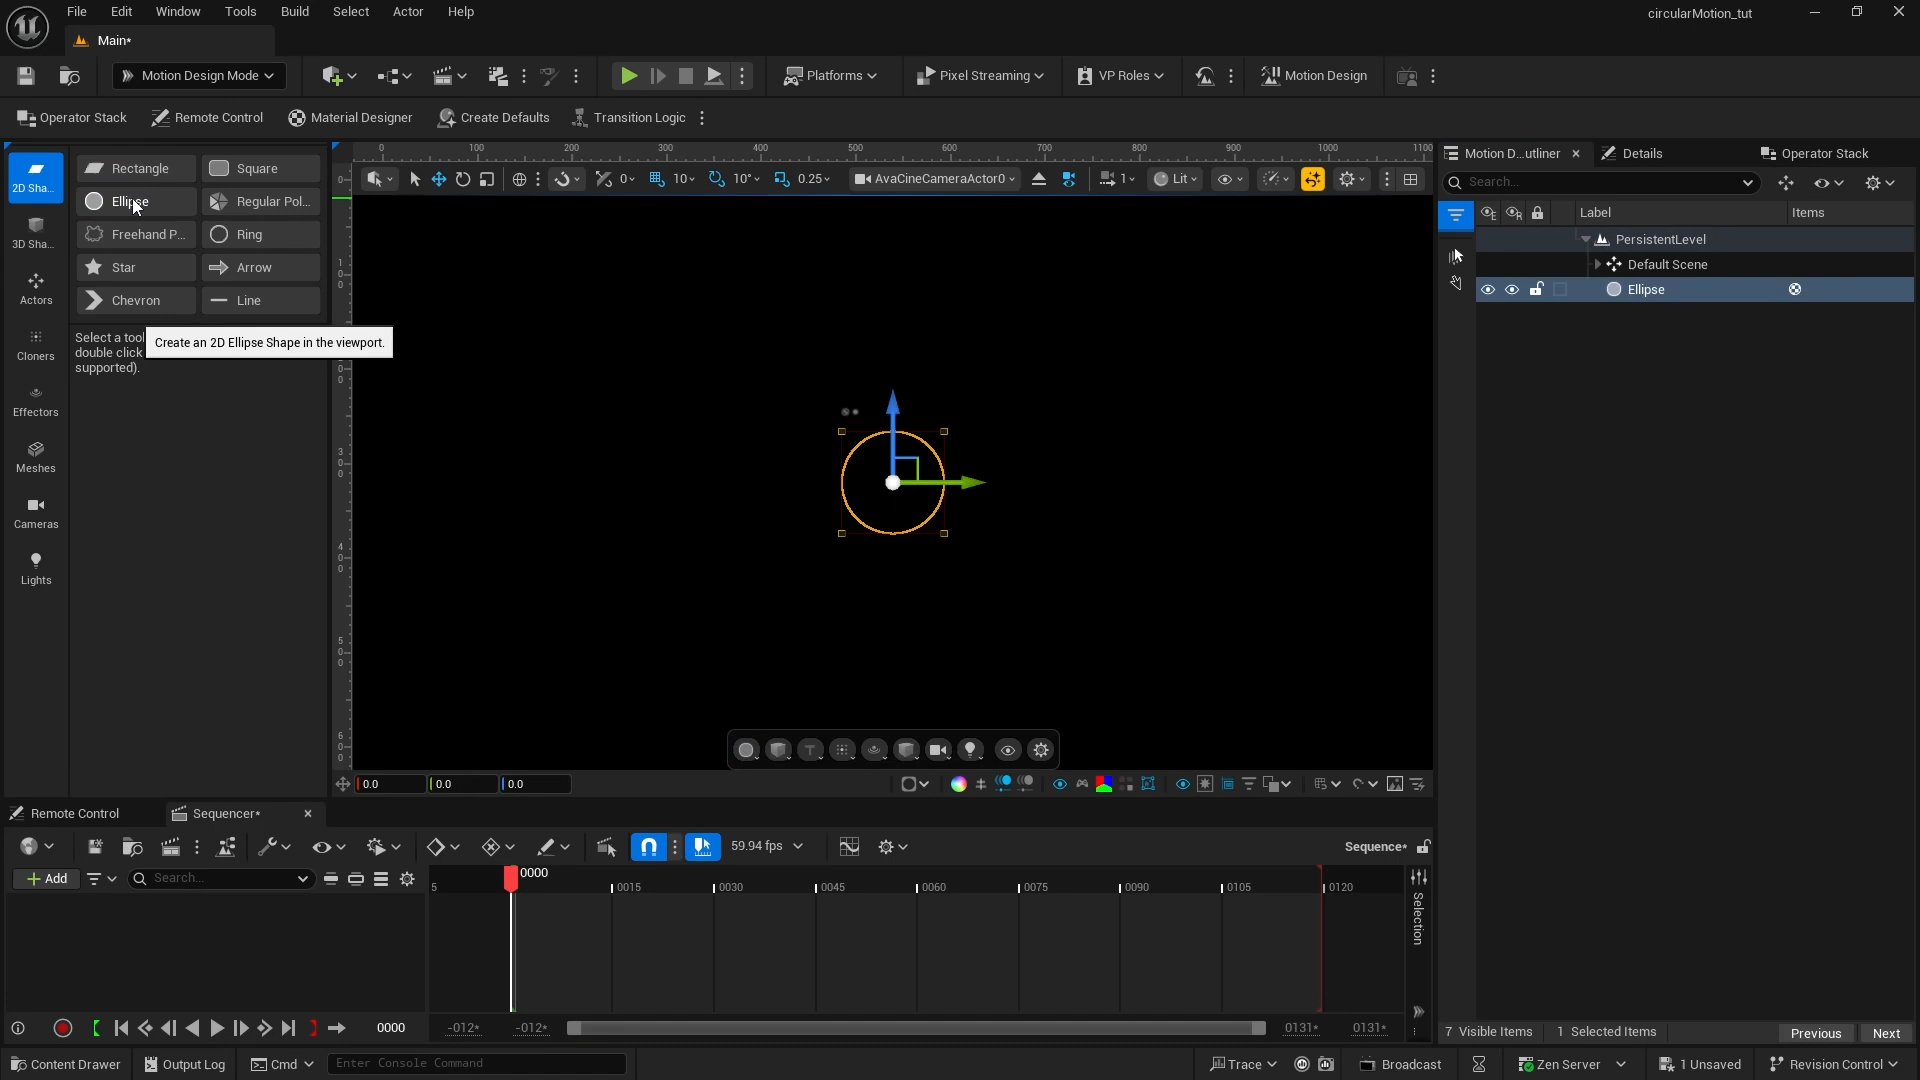 File Edit Window Tools Build Select Actor Help
circularMotion_tut
Main*
Motion Design Mode
Platforms
Pixel Streaming
VP Roles
Motion Design
Operator Stack
Remote Control
Material Designer
Create Defaults
Transition Logic
2D Sha...
3D Sha...
Actors
Cloners
Effectors
Meshes
Cameras
Lights
Rectangle
Square
Ellipse
Regular Pol...
Freehand P...
Ring
Star
Arrow
Chevron
Line
Select a tool
double click
supported).
Create an 2D Ellipse Shape in the viewport.
0 100 200 300 400 500 600 700 800 900 1000 1100
0 10 10° 0.25 AvaCineCameraActor0 1 Lit
0.0 0.0 0.0
Motion D...utliner
Details
Operator Stack
Search...
Label Items
PersistentLevel
Default Scene
Ellipse
7 Visible Items 1 Selected Items Previous Next
Remote Control
Sequencer*
59.94 fps
Sequence*
+ Add
Search...
0000
5 0015 0030 0045 0060 0075 0090 0105 0120
Selection
0000 -012* -012* 0131* 0131*
Content Drawer Output Log Cmd Enter Console Command Trace Broadcast Zen Server 1 Unsaved Revision Control